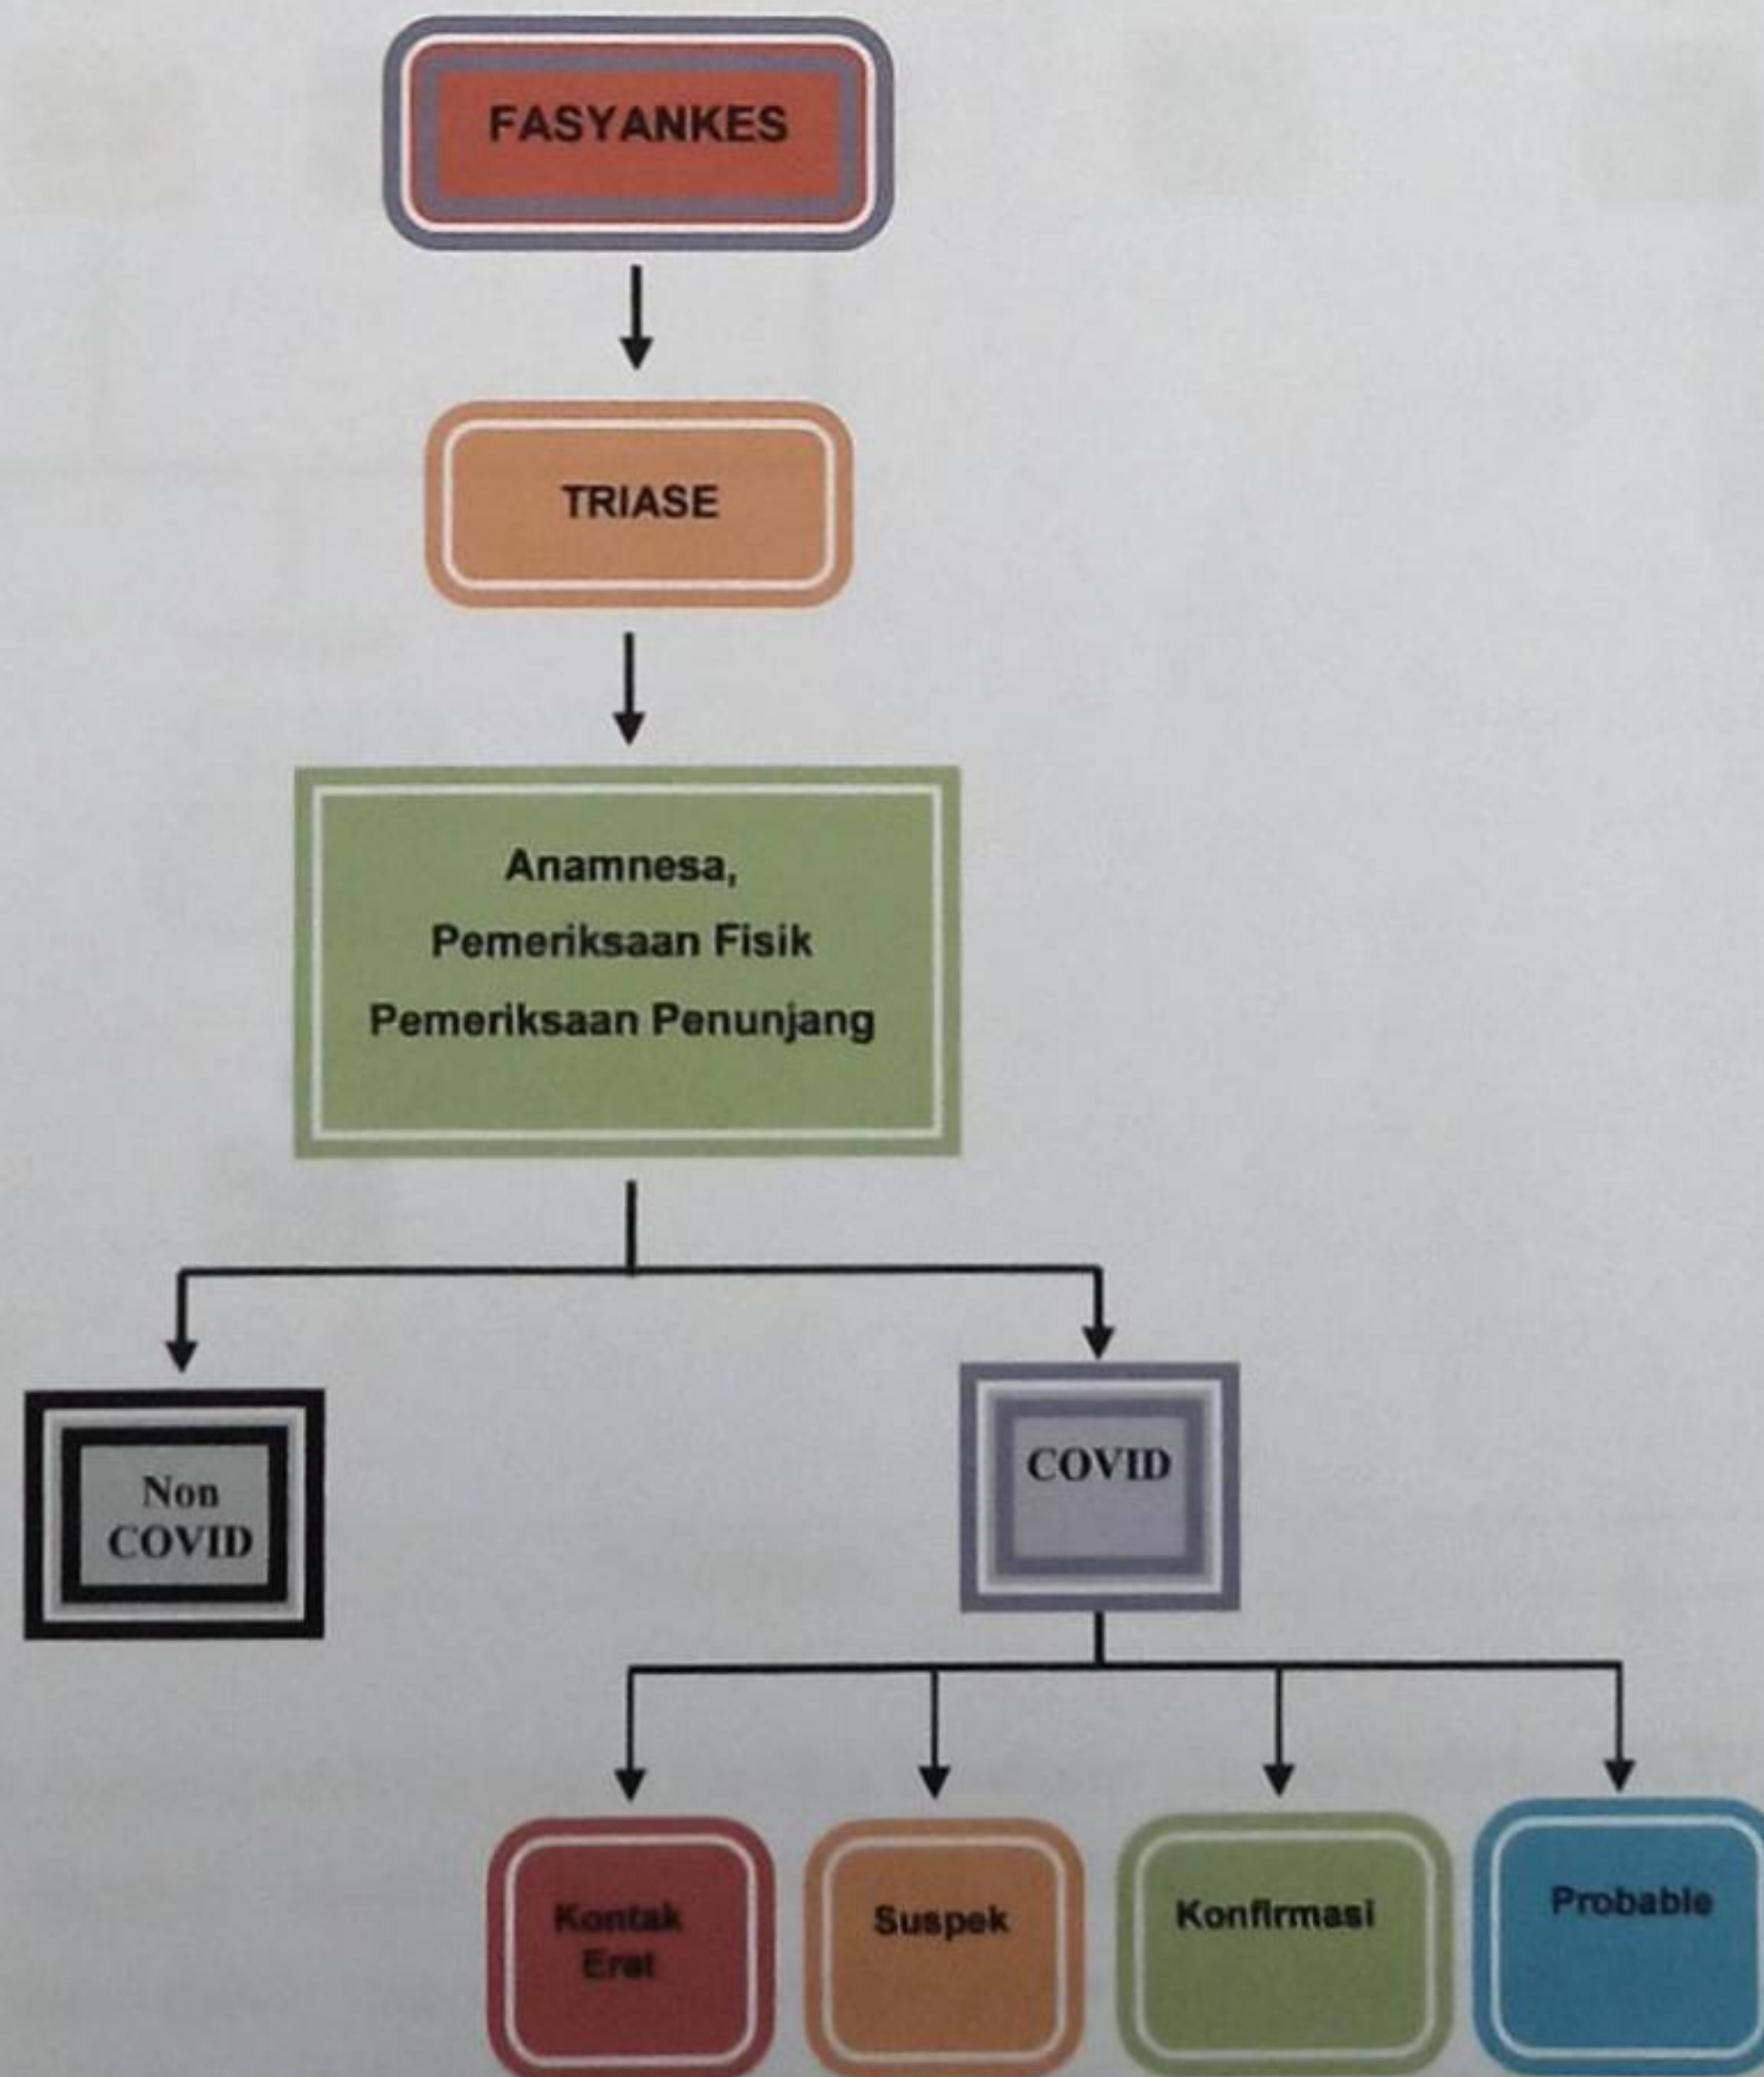 FASYANKES
TRIASE
Anamnesa,
Pemeriksaan Fisik
Pemeriksaan Penunjang
Non
COVID
COVID
Kontak
Erat
Suspek
Konfirmasi
Probable